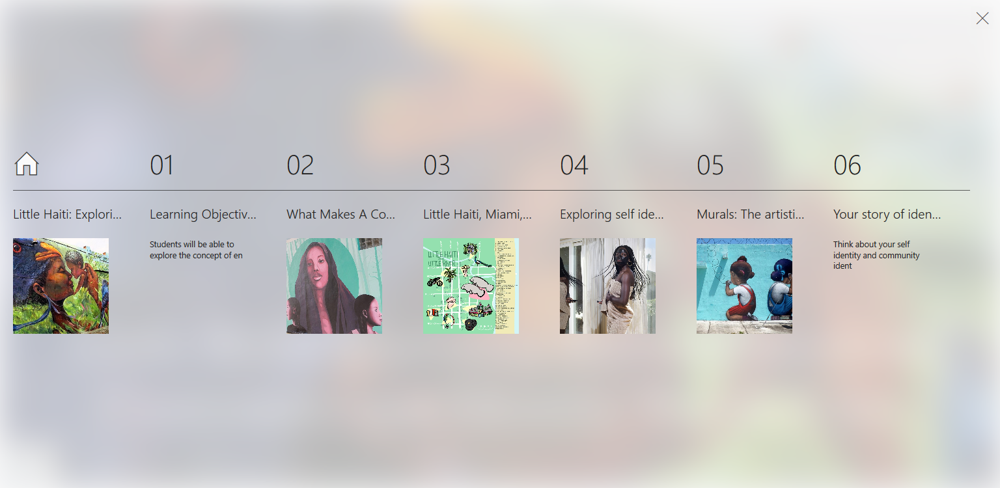 01
02
03
04
05
06
Little Haiti: Explori...
Learning Objectiv...
What Makes A Co...
Little Haiti, Miami,...
Exploring self ide...
Murals: The artisti...
Your story of iden...
Students will be able to
explore the concept of en
LITTLE HAITI
Think about your self
identity and community
ident